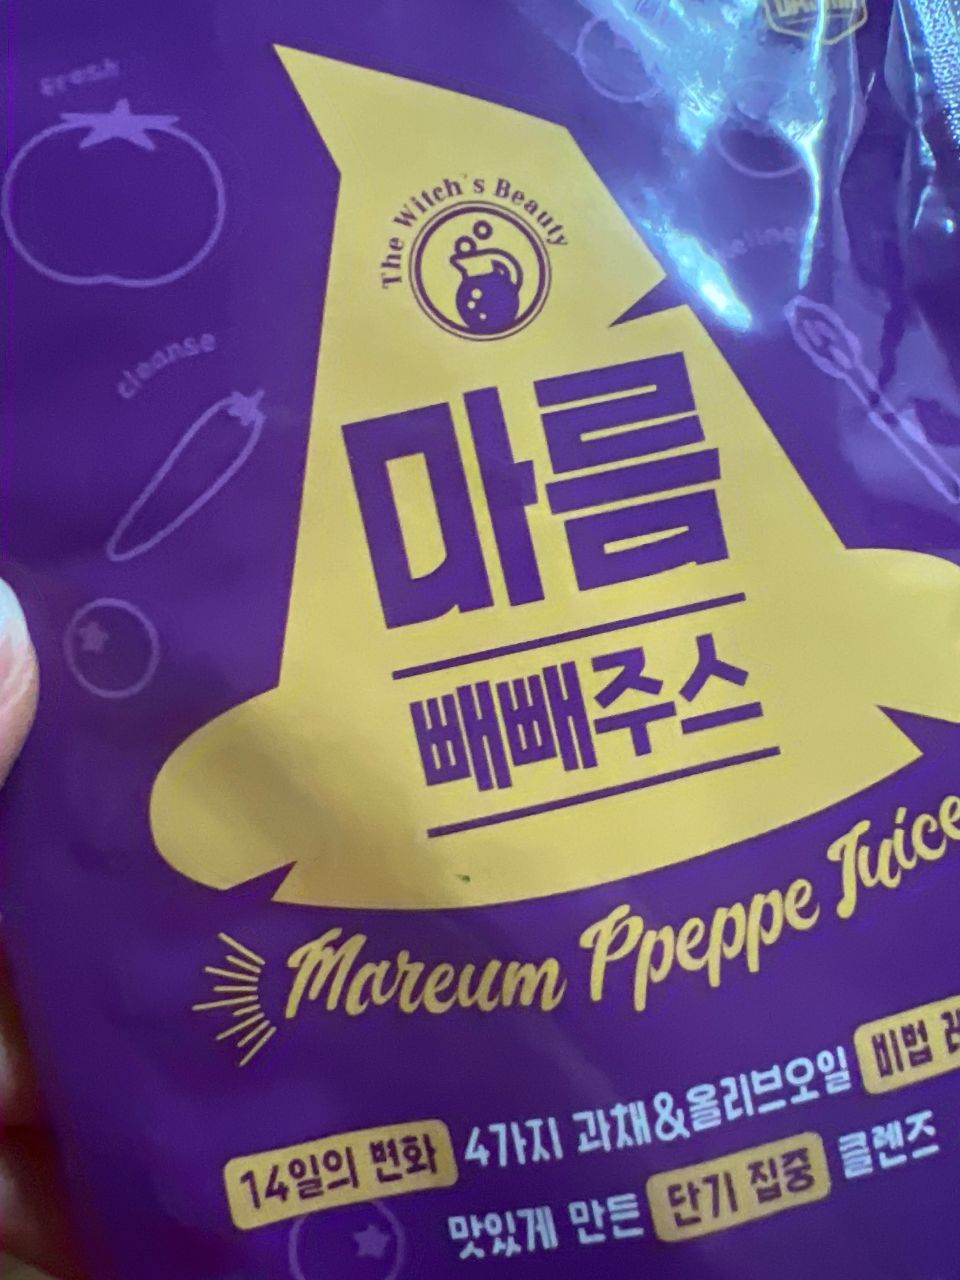 Fresh
The Witch's Beauty
cleanse
마름
빼빼주스
Mareum Ppeppe Juice
14일의 변화 4가지 과채&올리브오일 비법
맛있게 만든 단기 집중 클렌즈